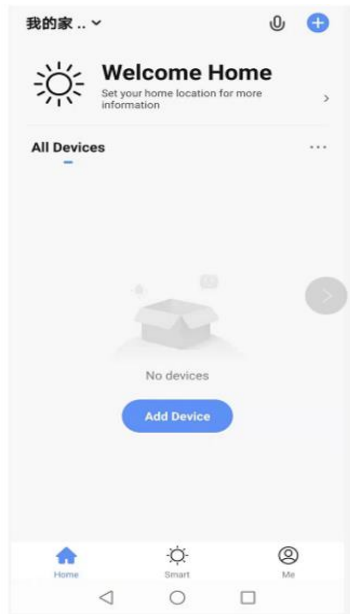 我的家 ..
Welcome Home
Set your home location for more
information
All Devices
No devices
Add Device
Home Smart Me